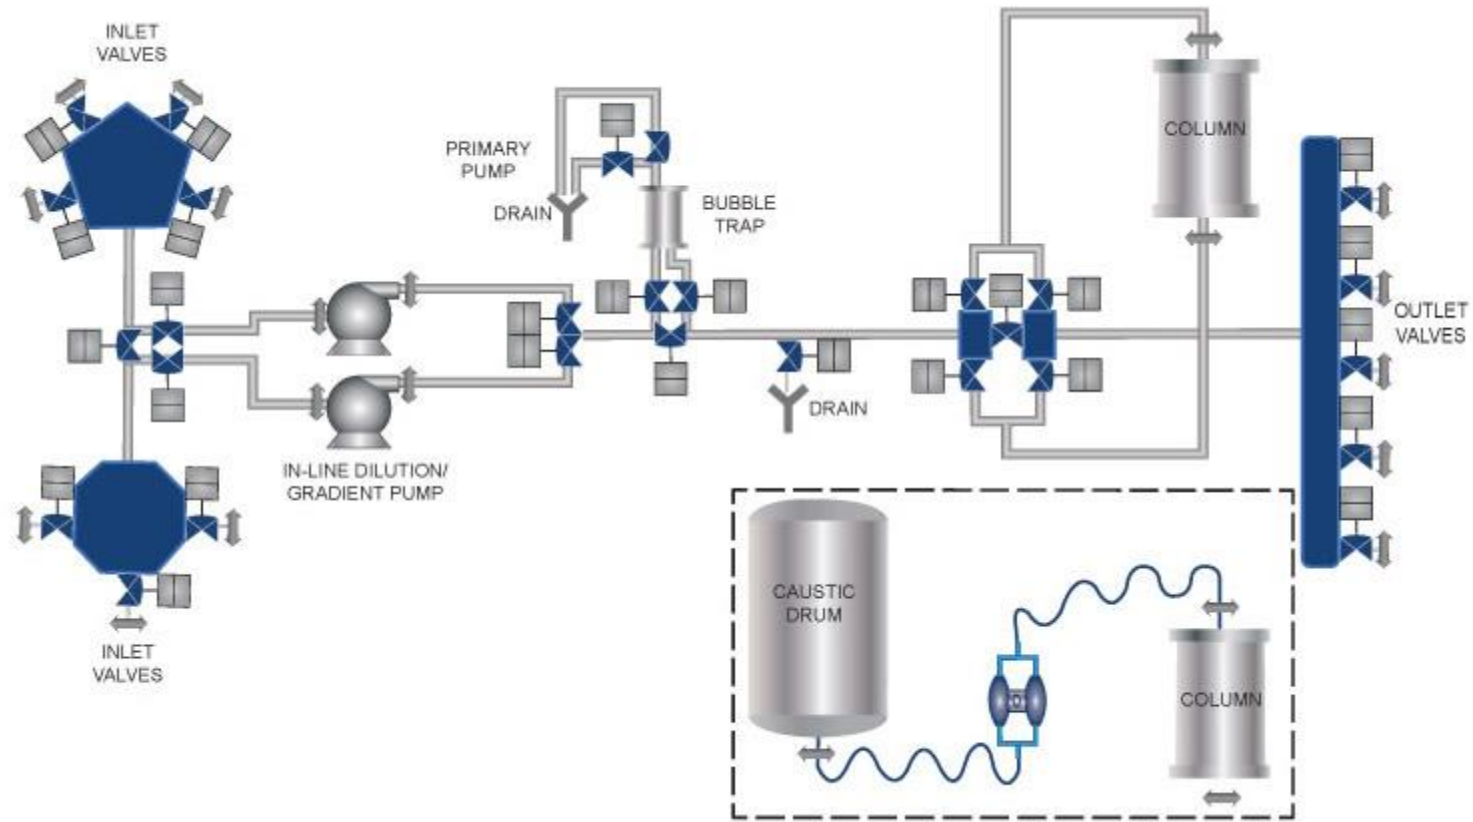 INLET
VALVES
PRIMARY
PUMP
DRAIN
BUBBLE
TRAP
COLUMN
OUTLET
VALVES
DRAIN
IN-LINE DILUTION/
GRADIENT PUMP
INLET
VALVES
CAUSTIC
DRUM
COLUMN